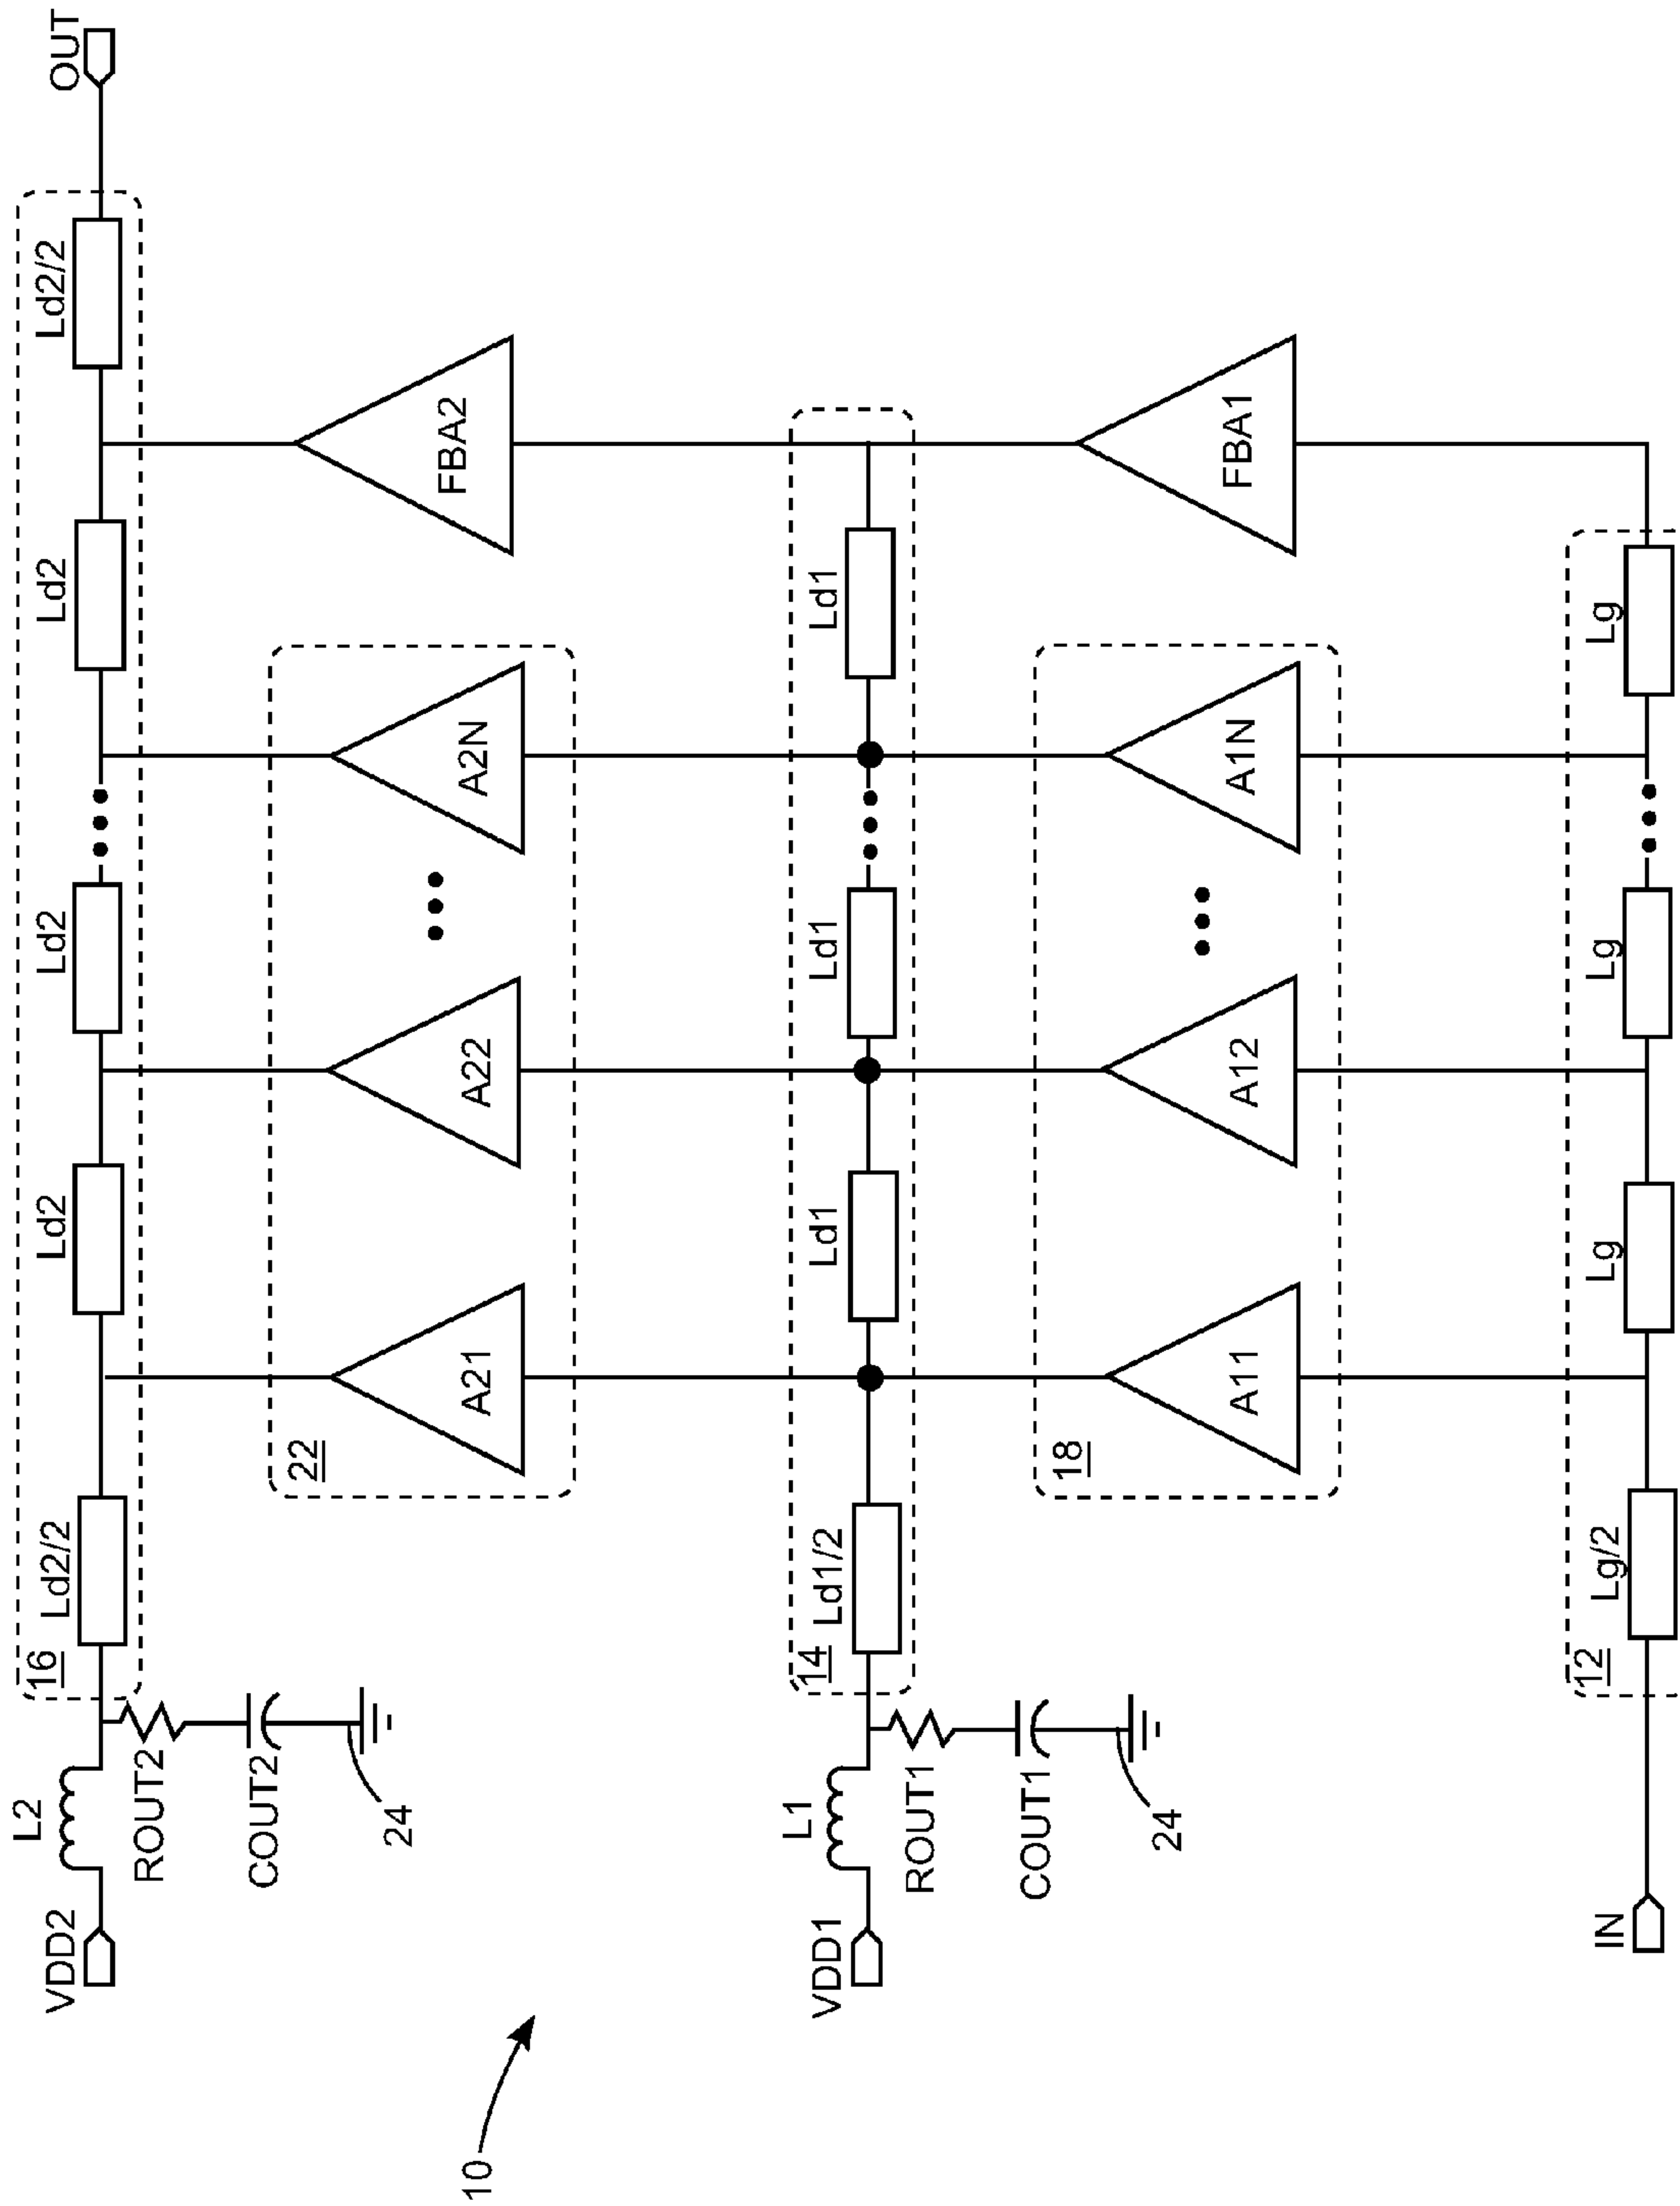 OUT
Ld2/2
Ld2
Ld2
Ld2
Ld2/2
16
L2
VDD2
ROUT2
COUT2
24
FBA2
A2N
A22
A21
22
Ld1
Ld1
Ld1
Ld1/2
14
L1
VDD1
ROUT1
COUT1
24
FBA1
A1N
A12
A11
18
Lg
Lg
Lg
Lg/2
12
IN
10